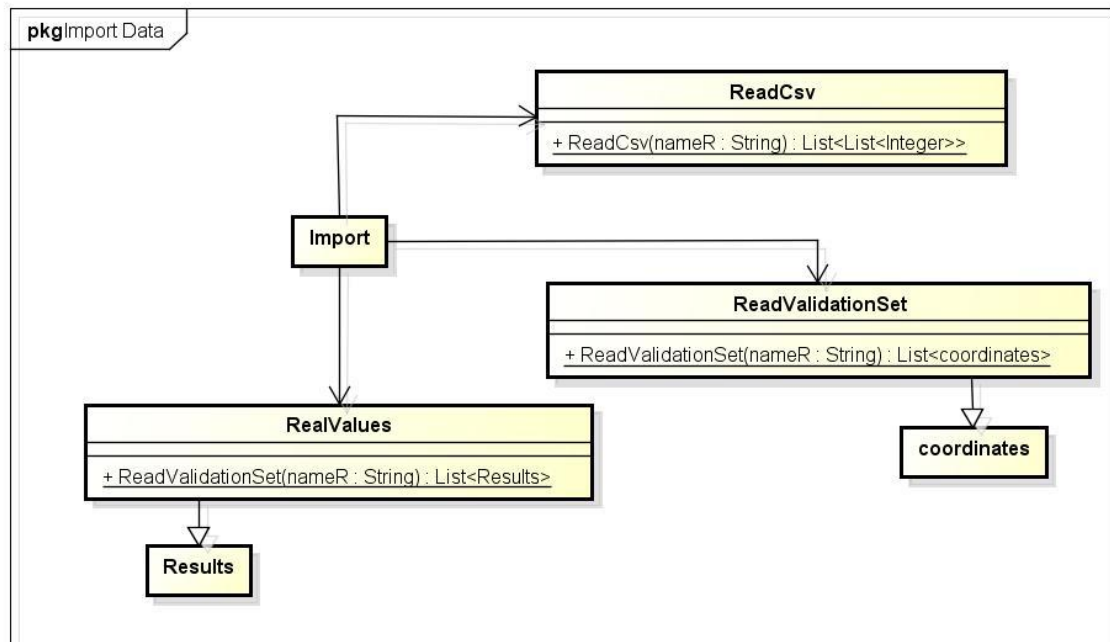 pkgImport Data
ReadCsv
+ ReadCsv(nameR : String) : List<List<Integer>>
Import
ReadValidationSet
+ ReadValidationSet(nameR : String) : List<coordinates>
RealValues
+ ReadValidationSet(nameR : String) : List<Results>
coordinates
Results